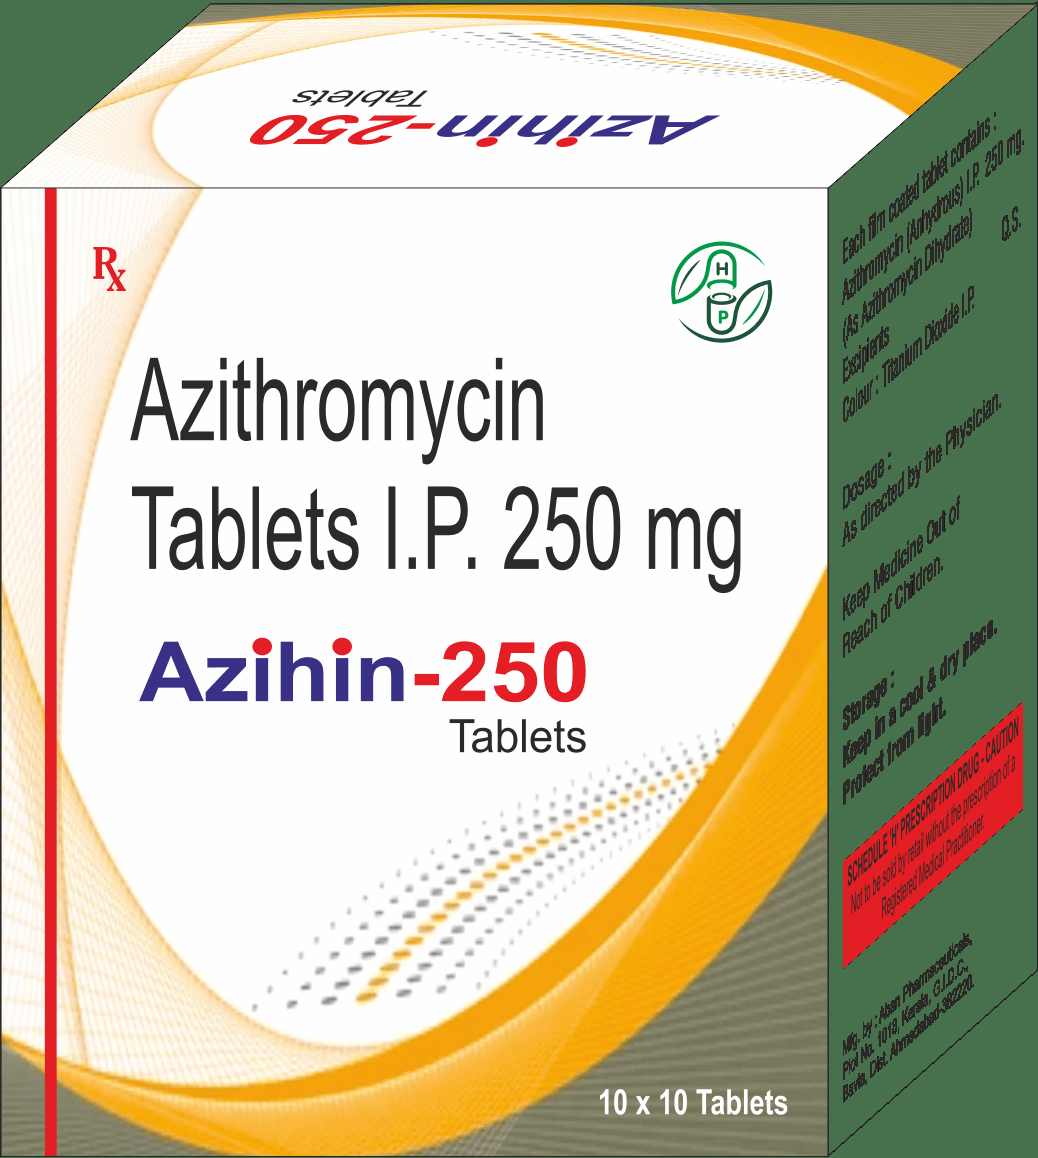 Azihin-250
Tablets
Rx
H
P
Azithromycin
Tablets I.P. 250 mg
Azihin-250
Tablets
10 x 10 Tablets
Each film coated tablet contains :
Azithromycin (Anhydrous) I.P. 250 mg.
(As Azithromycin Dihydrate)
Excipients Q.S.
Colour : Titanium Dioxide I.P.
Dosage :
As directed by the Physician.
Keep Medicine Out of
Reach of Children.
Storage :
Keep in a cool & dry place.
Protect from light.
SCHEDULE 'H' PRESCRIPTION DRUG - CAUTION
Not to be sold by retail without the prescription of a
Registered Medical Practitioner.
Mfg. by : Aban Pharmaceuticals,
Plot No. 1018, Kerala, G.I.D.C.,
Bavla, Dist. Ahmedabad-382220.